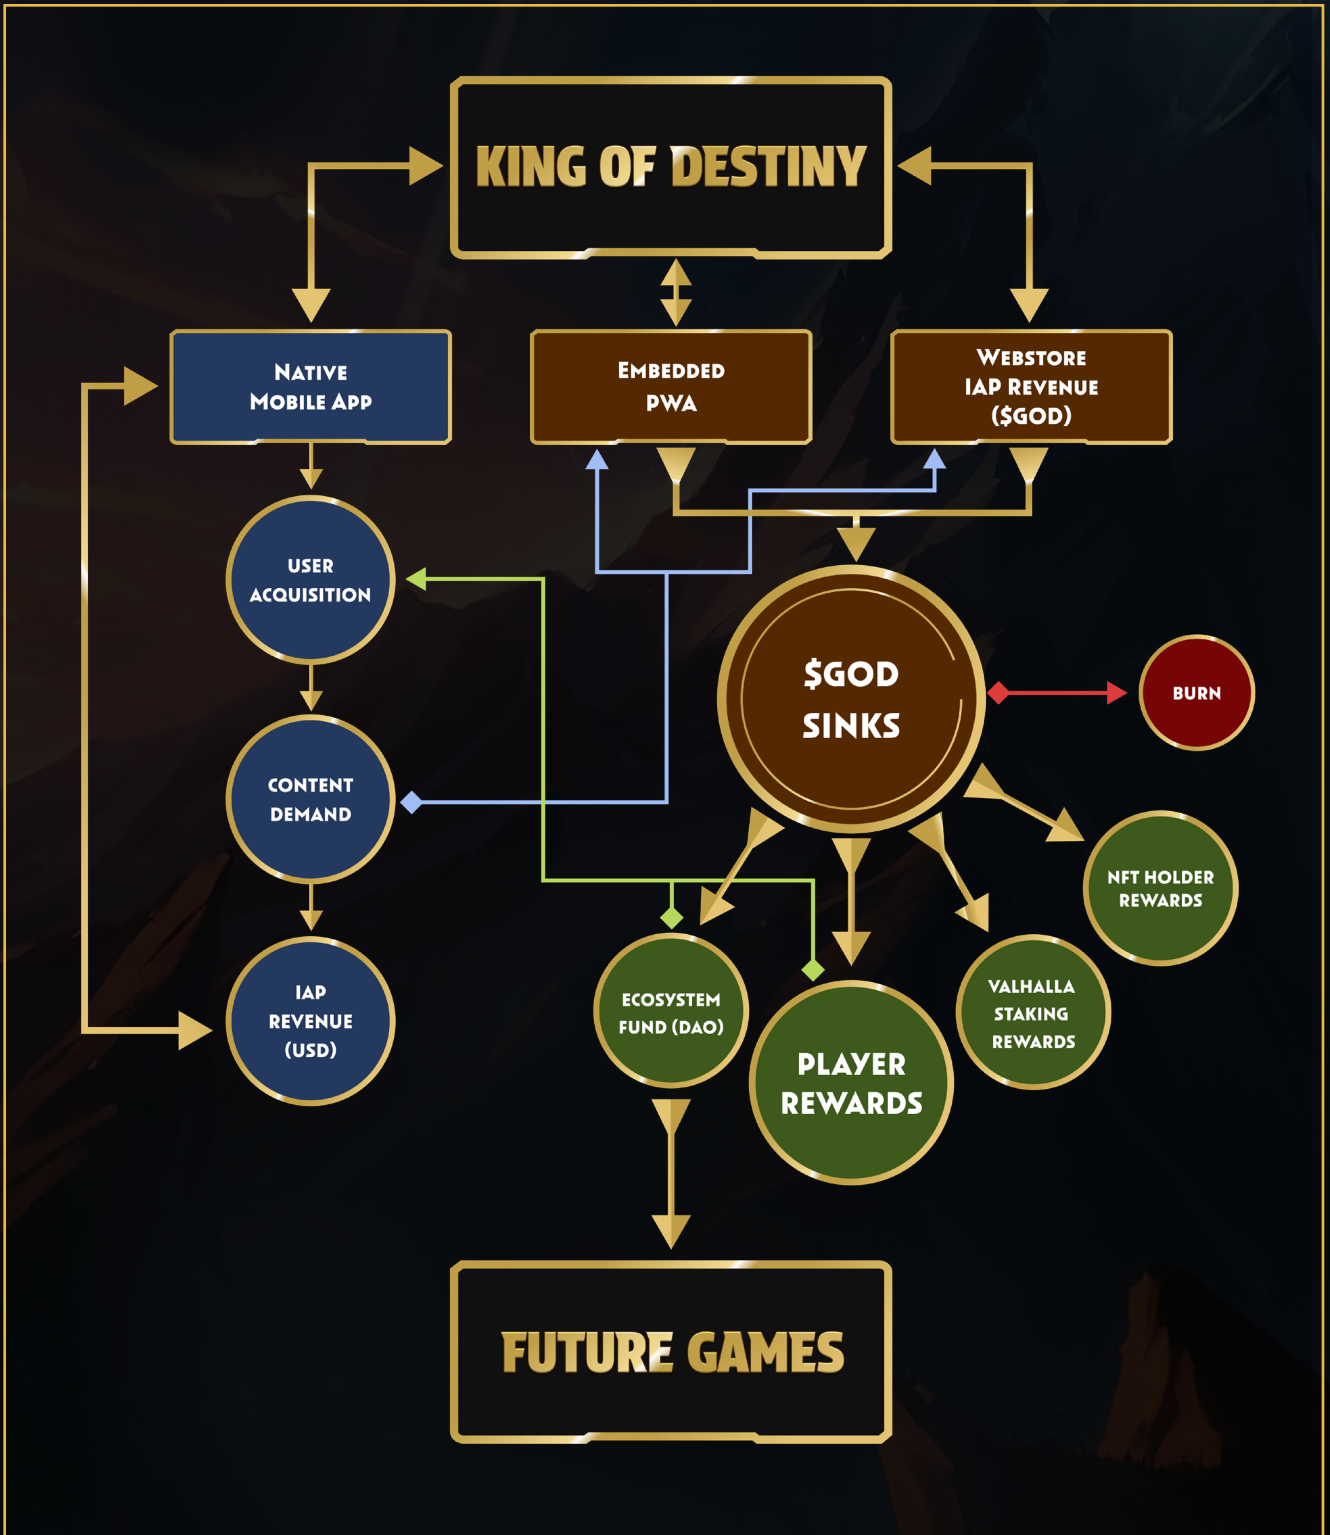 KING OF DESTINY
NATIVE
MOBILE APP
EMBEDDED
PWA
WEBSTORE
IAP REVENUE
($GOD)
USER
ACQUISITION
$GOD
SINKS
BURN
CONTENT
DEMAND
NFT HOLDER
REWARDS
IAP
REVENUE
(USD)
ECOSYSTEM
FUND (DAO)
PLAYER
REWARDS
VALHALLA
STAKING
REWARDS
FUTURE GAMES